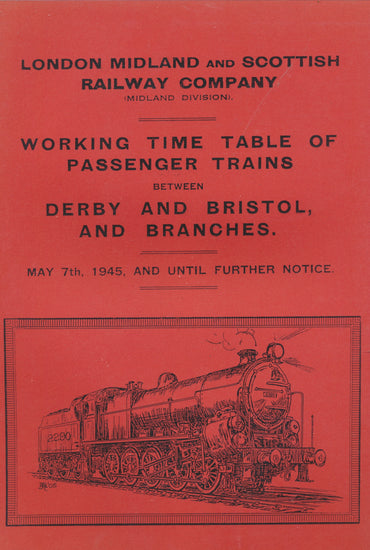 LONDON MIDLAND AND SCOTTISH
RAILWAY COMPANY
(MIDLAND DIVISION).
WORKING TIME TABLE OF
PASSENGER TRAINS
BETWEEN
DERBY AND BRISTOL,
AND BRANCHES.
MAY 7th, 1945, AND UNTIL FURTHER NOTICE.
2290